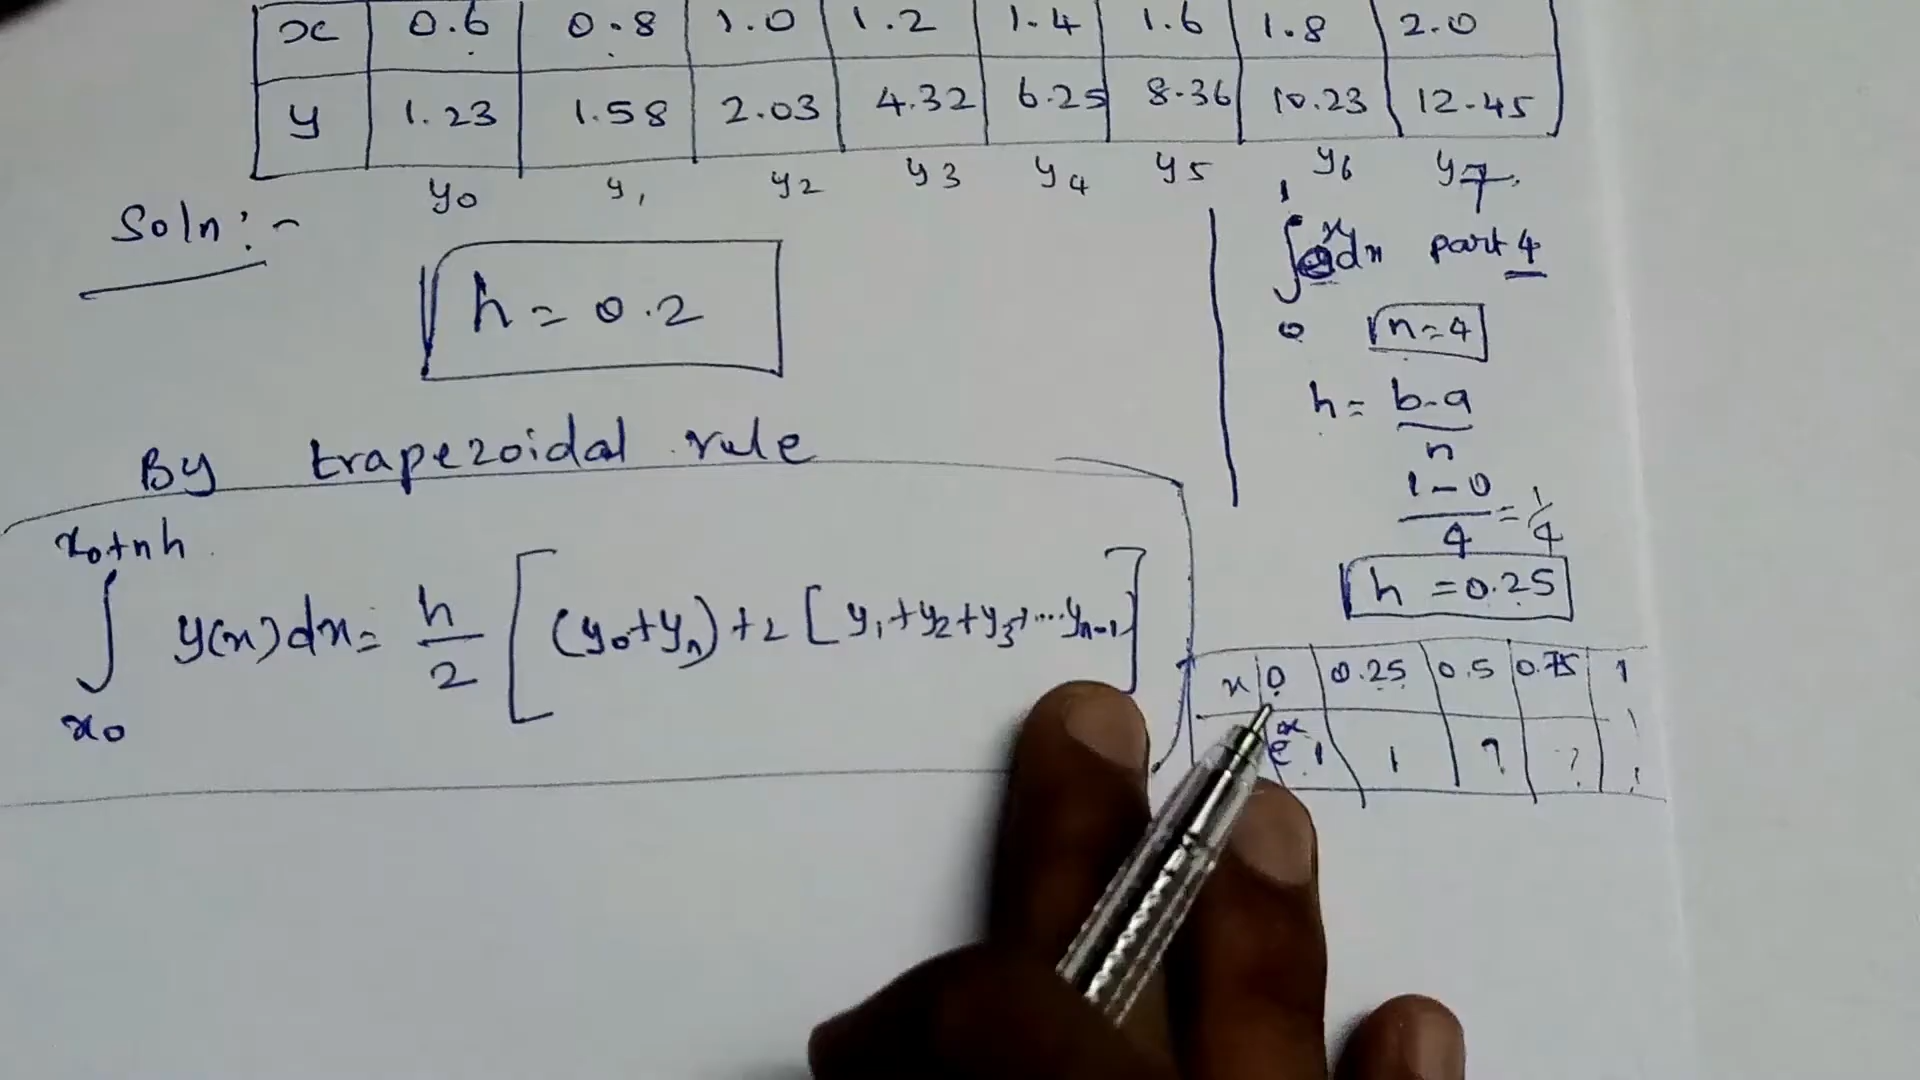 x 0.6 0.8 1.0 1.2 1.4 1.6 1.8 2.0
y 1.23 1.58 2.03 4.32 6.25 8.36 10.23 12.45
y0 y1 y2 y3 y4 y5 y6 y7
Soln:-
h = 0.2
By trapezoidal rule
x0+nh
∫ y(x)dx = h/2 [(y0+yn)+2[y1+y2+y3+....yn-1]
x0
1
∫ e^x dx part 4
0 n=4
h = b-a/n
1-0/4 = 1/4
h = 0.25
x 0 0.25 0.5 0.75 1
e^x 1 ? ?